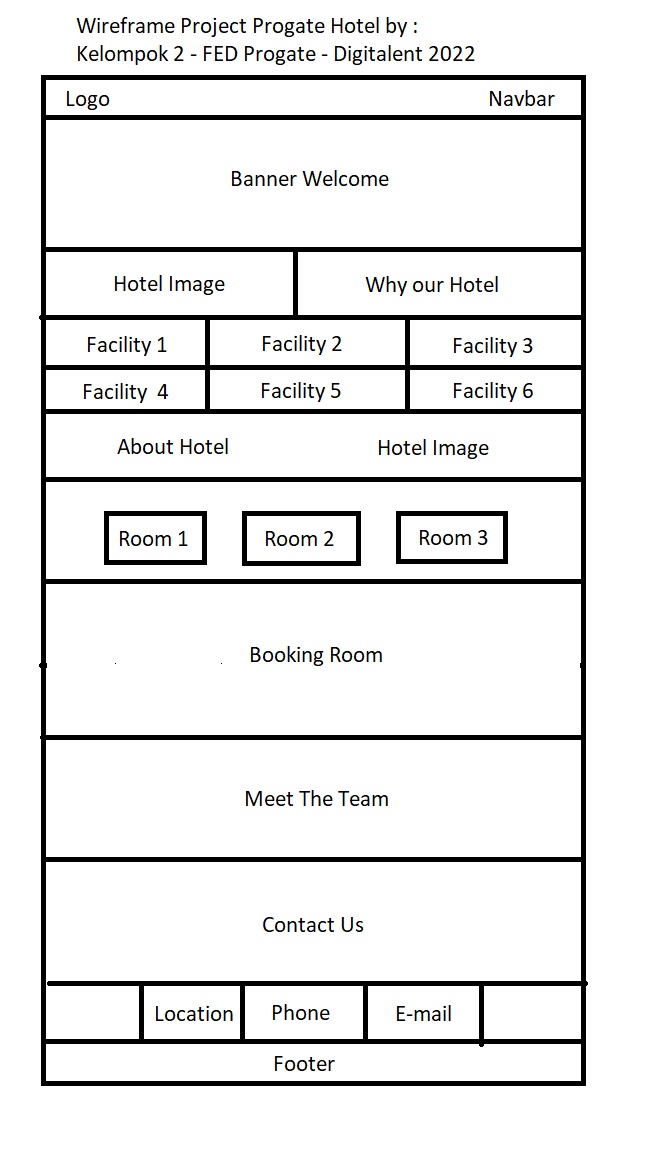 Wireframe Project Progate Hotel by :
Kelompok 2 - FED Progate - Digitalent 2022
Logo
Navbar
Banner Welcome
Hotel Image
Why our Hotel
Facility 1
Facility 2
Facility 3
Facility  4
Facility 5
Facility 6
About Hotel
Hotel Image
Room 1
Room 2
Room 3
Booking Room
Meet The Team
Contact Us
Location
Phone
E-mail
Footer